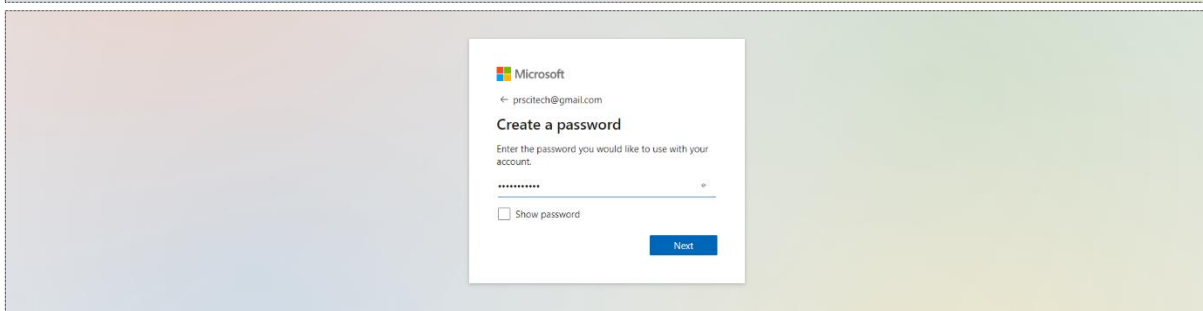 Microsoft
← prscitech@gmail.com
Create a password
Enter the password you would like to use with your
account.
•••••••••••
Show password
Next